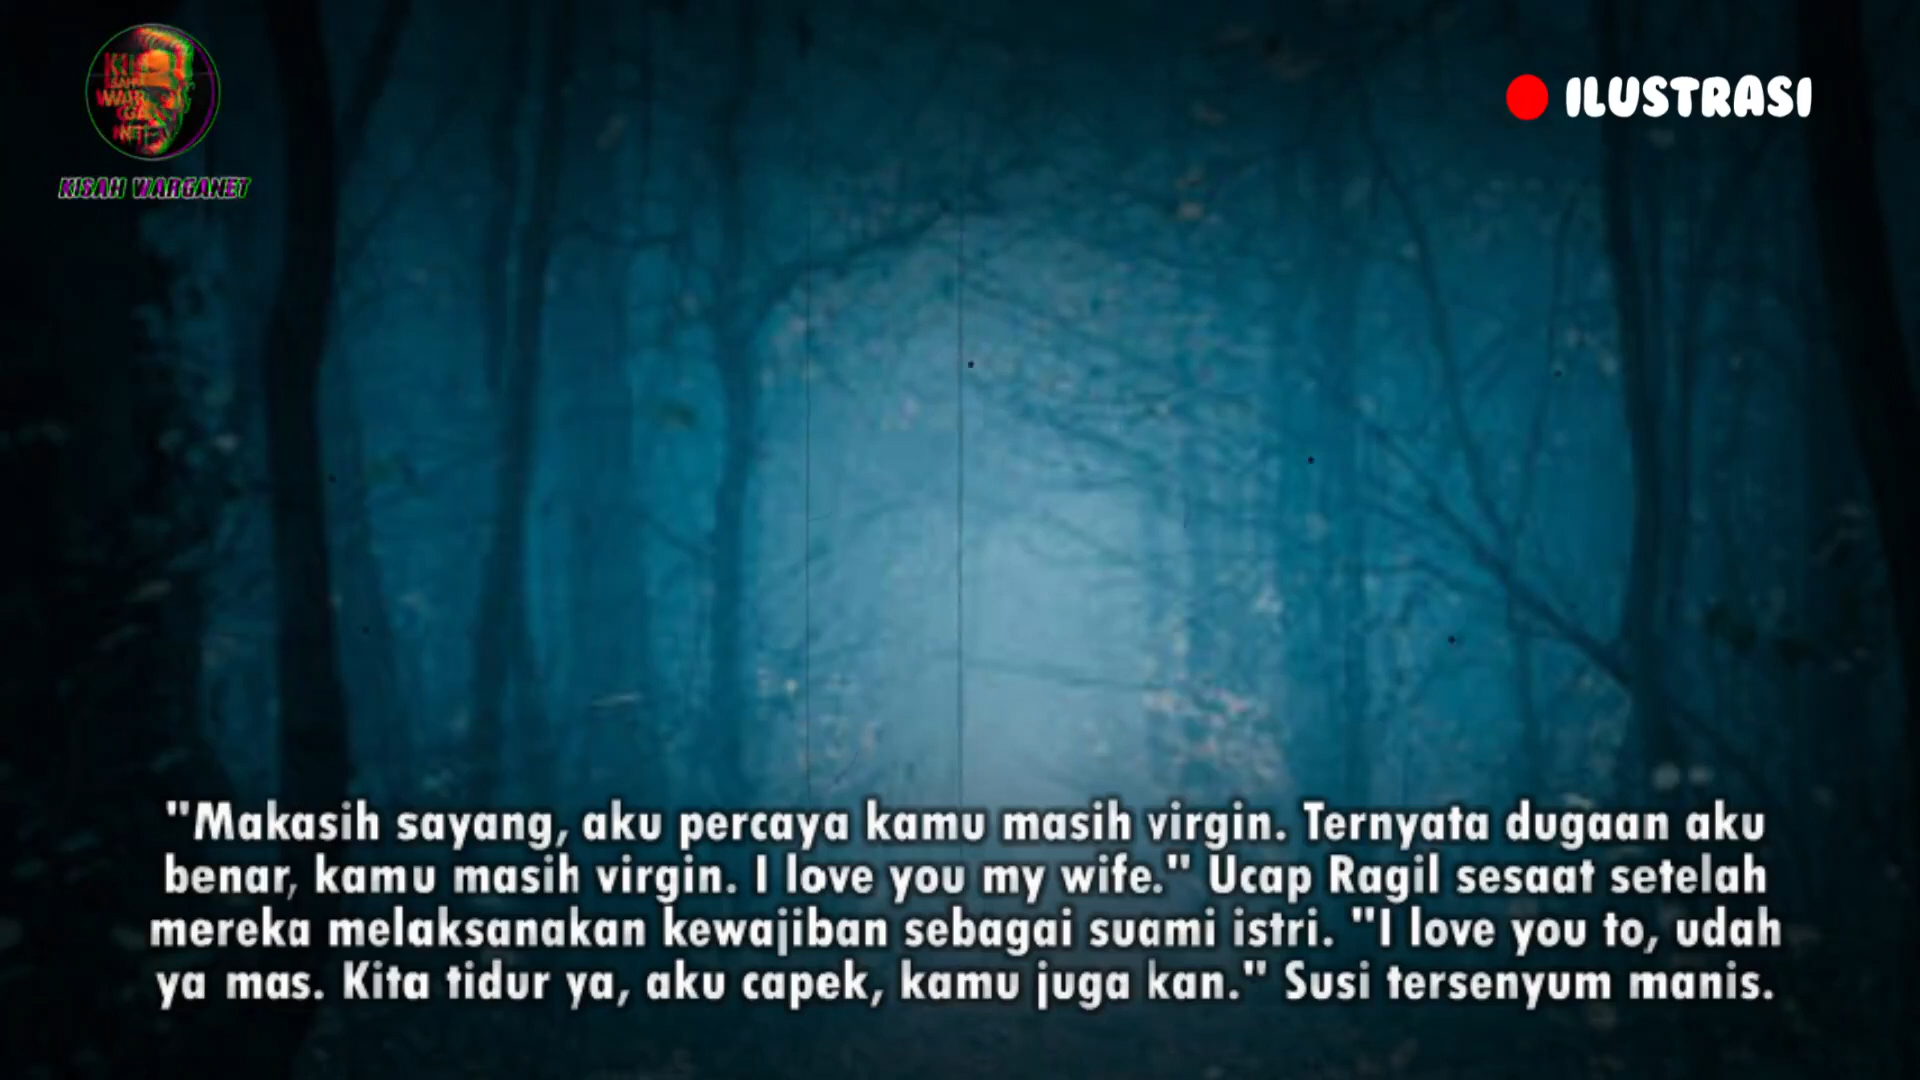 KISAH WARGANET
ILUSTRASI
"Makasih sayang, aku percaya kamu masih virgin. Ternyata dugaan aku
benar, kamu masih virgin. I love you my wife." Ucap Ragil sesaat setelah
mereka melaksanakan kewajiban sebagai suami istri. "I love you to, udah
ya mas. Kita tidur ya, aku capek, kamu juga kan." Susi tersenyum manis.